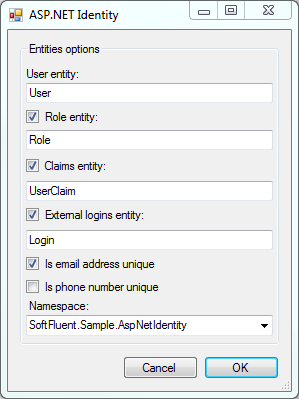 ASP.NET Identity
Entities options
User entity:
User
Role entity:
Role
Claims entity:
UserClaim
External logins entity:
Login
Is email address unique
Is phone number unique
Namespace:
SoftFluent.Sample.AspNetIdentity
Cancel OK